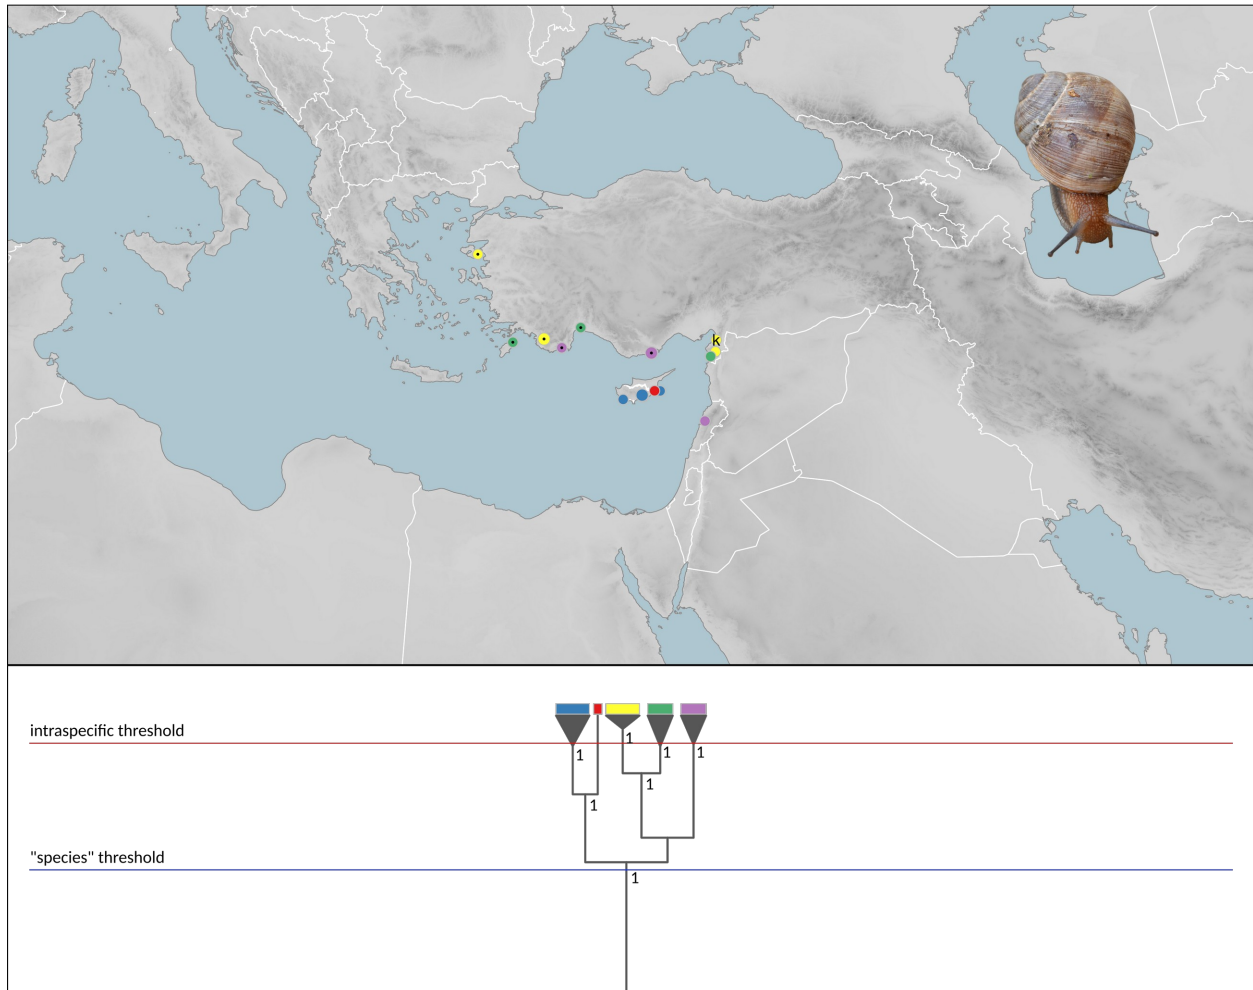 k
intraspecific threshold
1
1
1
1
1
1
"species" threshold
1